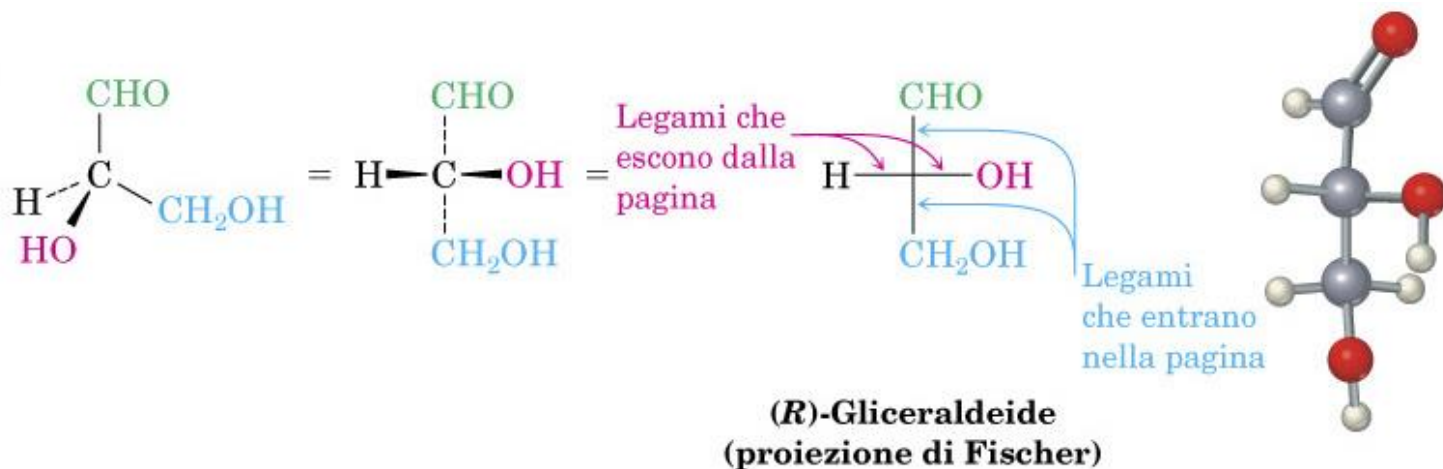 CHO
H
C
CH₂OH
HO
=
CHO
H
C
OH
CH₂OH
=
Legami che
escono dalla
pagina
CHO
H
OH
CH₂OH
Legami
che entrano
nella pagina
(R)-Gliceraldeide
(proiezione di Fischer)